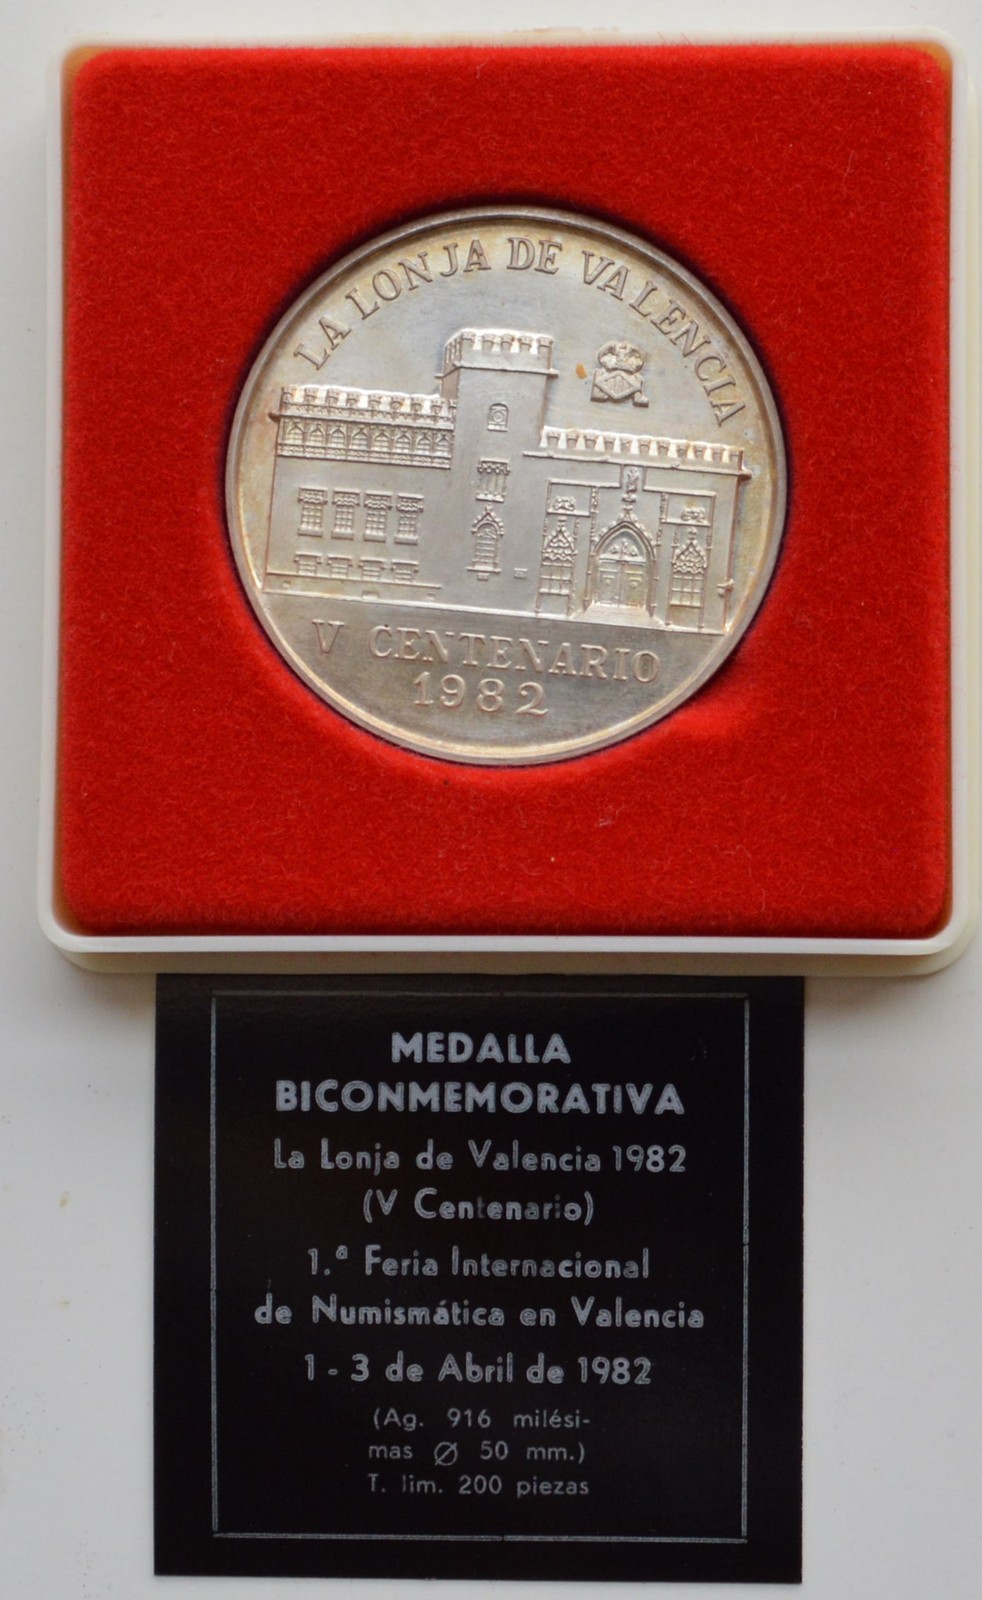 LA LONJA DE VALENCIA
V CENTENARIO
1982
MEDALLA
BICONMEMORATIVA
La Lonja de Valencia 1982
(V Centenario)
1.ª Feria Internacional
de Numismática en Valencia
1 - 3 de Abril de 1982
(Ag. 916 milési-
mas Ø 50 mm.)
T. lim. 200 piezas